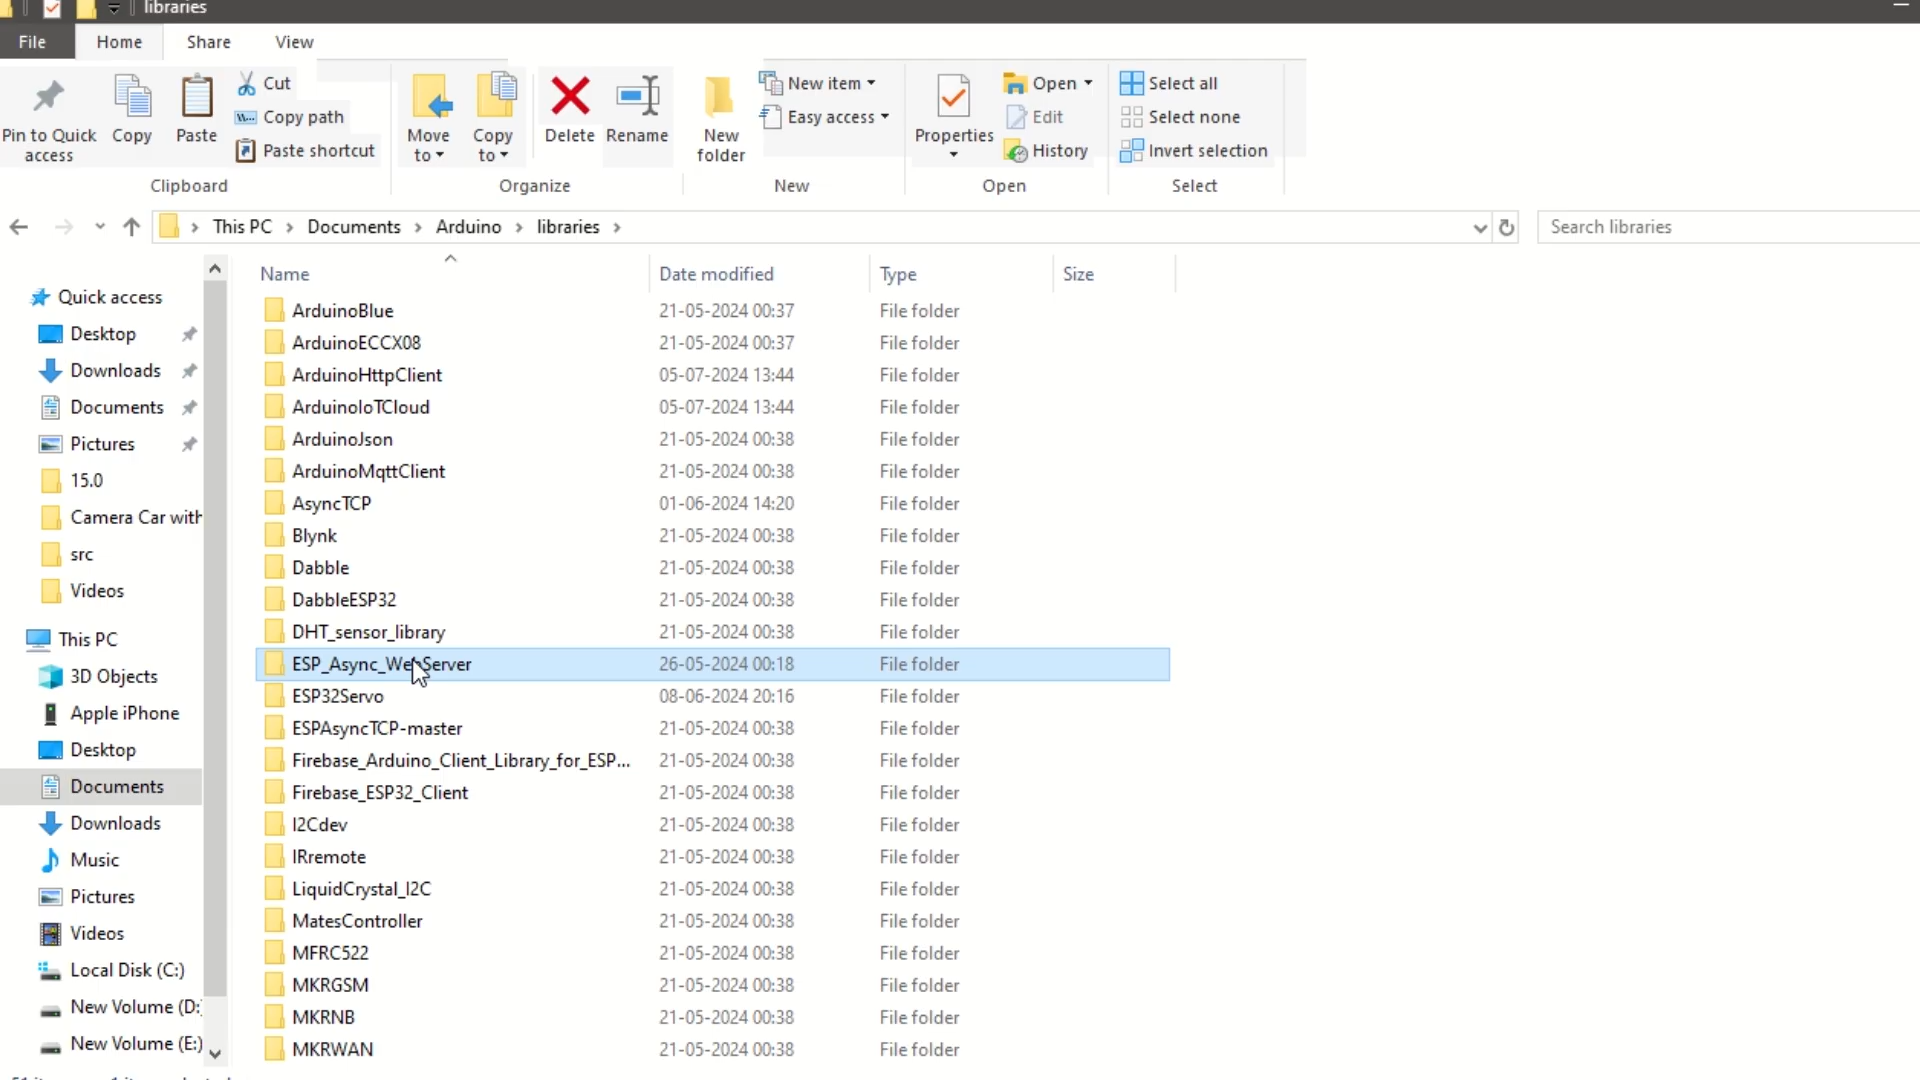 libraries
File Home Share View
Pin to Quick access
Copy
Paste
Cut
Copy path
Paste shortcut
Clipboard
Move to
Copy to
Delete
Rename
Organize
New folder
New item
Easy access
New
Properties
Open
Edit
History
Open
Select all
Select none
Invert selection
Select
This PC > Documents > Arduino > libraries >
Search libraries
Quick access
Desktop
Downloads
Documents
Pictures
15.0
Camera Car with
src
Videos
This PC
3D Objects
Apple iPhone
Desktop
Documents
Downloads
Music
Pictures
Videos
Local Disk (C:)
New Volume (D:
New Volume (E:)
Name Date modified Type Size
ArduinoBlue 21-05-2024 00:37 File folder
ArduinoECCX08 21-05-2024 00:37 File folder
ArduinoHttpClient 05-07-2024 13:44 File folder
ArduinoIoTCloud 05-07-2024 13:44 File folder
ArduinoJson 21-05-2024 00:38 File folder
ArduinoMqttClient 21-05-2024 00:38 File folder
AsyncTCP 01-06-2024 14:20 File folder
Blynk 21-05-2024 00:38 File folder
Dabble 21-05-2024 00:38 File folder
DabbleESP32 21-05-2024 00:38 File folder
DHT_sensor_library 21-05-2024 00:38 File folder
ESP_Async_WebServer 26-05-2024 00:18 File folder
ESP32Servo 08-06-2024 20:16 File folder
ESPAsyncTCP-master 21-05-2024 00:38 File folder
Firebase_Arduino_Client_Library_for_ESP... 21-05-2024 00:38 File folder
Firebase_ESP32_Client 21-05-2024 00:38 File folder
I2Cdev 21-05-2024 00:38 File folder
IRremote 21-05-2024 00:38 File folder
LiquidCrystal_I2C 21-05-2024 00:38 File folder
MatesController 21-05-2024 00:38 File folder
MFRC522 21-05-2024 00:38 File folder
MKRGSM 21-05-2024 00:38 File folder
MKRNB 21-05-2024 00:38 File folder
MKRWAN 21-05-2024 00:38 File folder